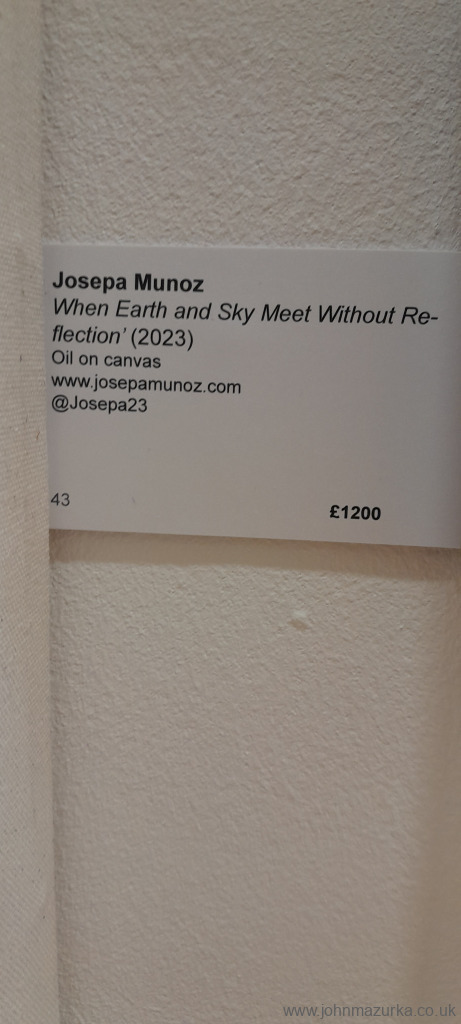 Josepa Munoz
When Earth and Sky Meet Without Re-
flection' (2023)
Oil on canvas
www.josepamunoz.com
@Josepa23
43
£1200
www.johnmazurka.co.uk